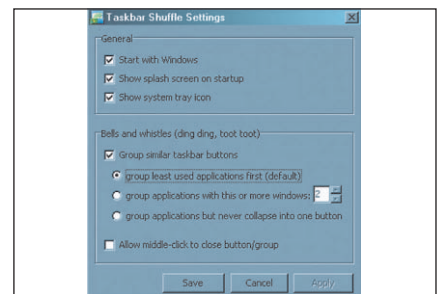 Taskbar Shuffle Settings
General
Start with Windows
Show splash screen on startup
Show system tray icon
Bells and whistles (ding ding, toot toot)
Group similar taskbar buttons
group least used applications first (default)
group applications with this or more windows: 2
group applications but never collapse into one button
Allow middle-click to close button/group
Save Cancel Apply